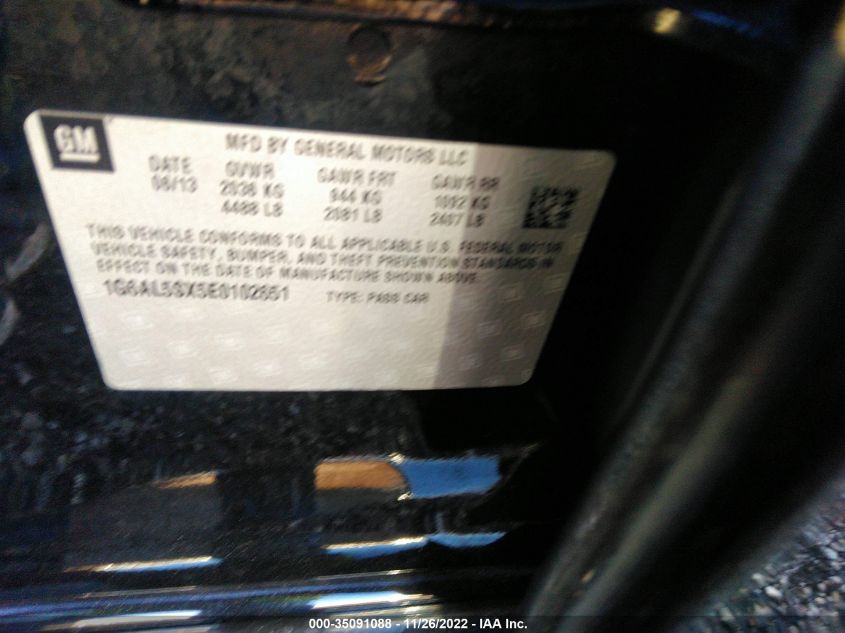 GM
MFD BY GENERAL MOTORS LLC
DATE GVWR GAWR FRT GAWR RR
08/13 2036 KG 944 KG 1092 KG
4488 LB 2081 LB 2407 LB
THIS VEHICLE CONFORMS TO ALL APPLICABLE U.S. FEDERAL MOTOR
VEHICLE SAFETY, BUMPER, AND THEFT PREVENTION STANDARDS IN
EFFECT ON THE DATE OF MANUFACTURE SHOWN ABOVE.
1G6AL5SX5E0102651 TYPE: PASS CAR
000-35091088 - 11/26/2022 - IAA Inc.